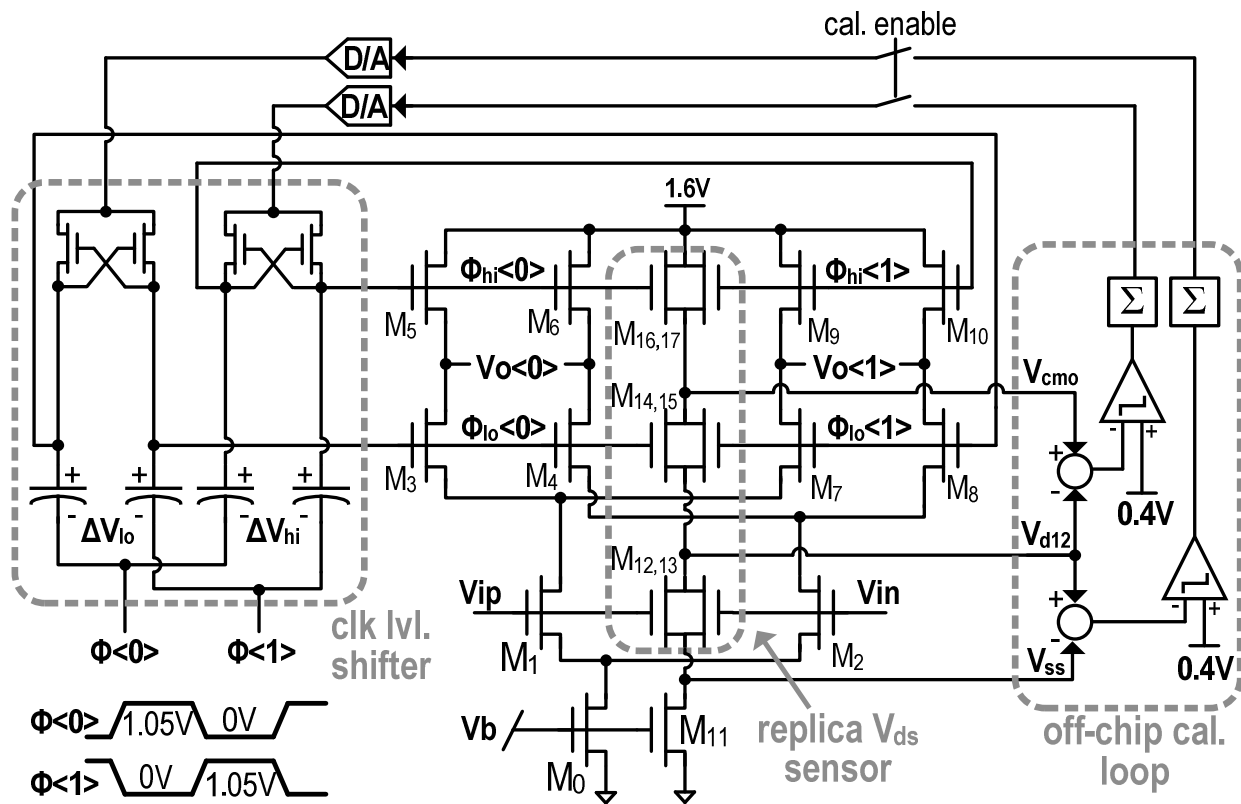 cal. enable
D/A
D/A
1.6V
Φhi<0>
Φhi<1>
M5
M6
M16,17
M9
M10
Σ
Σ
Vo<0>
Vo<1>
Vcmo
M14,15
Φlo<0>
Φlo<1>
M3
M4
M7
M8
+ + + +
- - - -
ΔVlo
ΔVhi
- +
+
-
0.4V
M12,13
Vd12
Vip
Vin
- +
+
-
Φ<0>
Φ<1>
clk lvl.
shifter
M1
M2
Vss
0.4V
Φ<0>
1.05V
0V
Vb
M11
replica Vds
sensor
off-chip cal.
loop
Φ<1>
0V
1.05V
M0